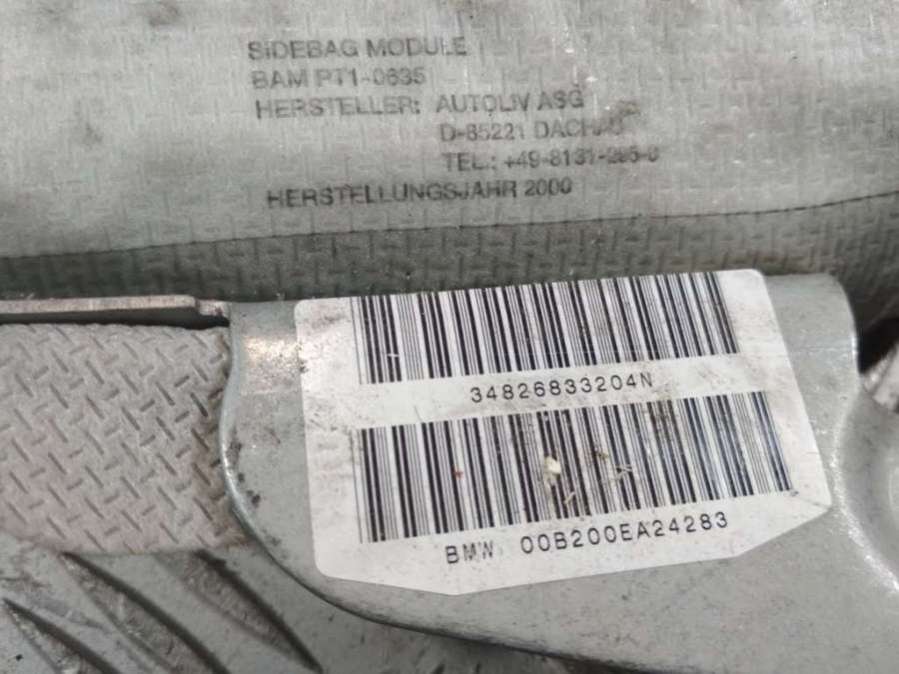 SIDEBAG MODULE
BAM PT1-0635
HERSTELLER: AUTOLIV ASG
D-85221 DACHAU
TEL.: +49-8131-295-0
HERSTELLUNGSJAHR 2000
34826833204N
BMW 00B200EA24283